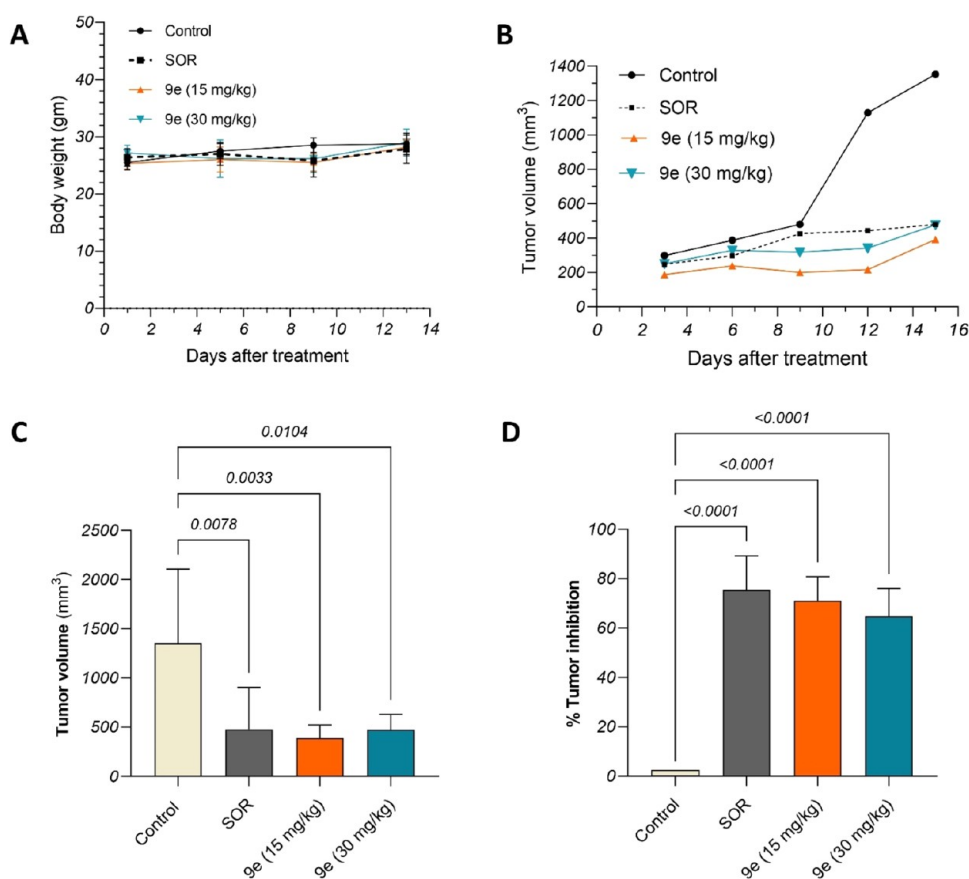 A
Control
SOR
9e (15 mg/kg)
9e (30 mg/kg)
Body weight (gm)
50
40
30
20
10
0
0 2 4 6 8 10 12 14
Days after treatment
B
Control
SOR
9e (15 mg/kg)
9e (30 mg/kg)
Tumor volume (mm³)
1400
1200
1000
800
600
400
200
0
0 2 4 6 8 10 12 14 16
Days after treatment
C
0.0104
0.0033
0.0078
Tumor volume (mm³)
2500
2000
1500
1000
500
0
Control
SOR
9e (15 mg/kg)
9e (30 mg/kg)
D
<0.0001
<0.0001
<0.0001
% Tumor inhibition
100
80
60
40
20
0
Control
SOR
9e (15 mg/kg)
9e (30 mg/kg)